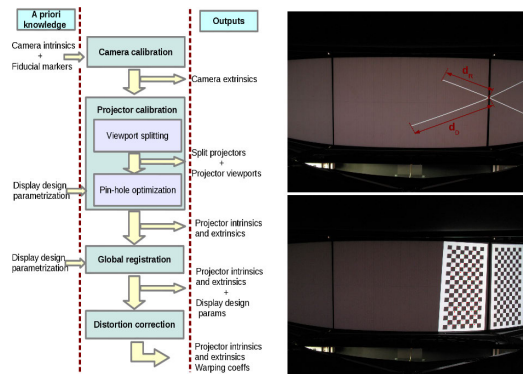 A priori
knowledge
Outputs
Camera intrinsics
+
Fiducial markers
Camera calibration
Camera extrinsics
Projector calibration
Viewport splitting
Split projectors
+
Projector viewports
Display design
parametrization
Pin-hole optimization
Projector intrinsics
and extrinsics
Display design
parametrization
Global registration
Projector intrinsics
and extrinsics
+
Display design
params
Distortion correction
Projector intrinsics
and extrinsics
Warping coeffs